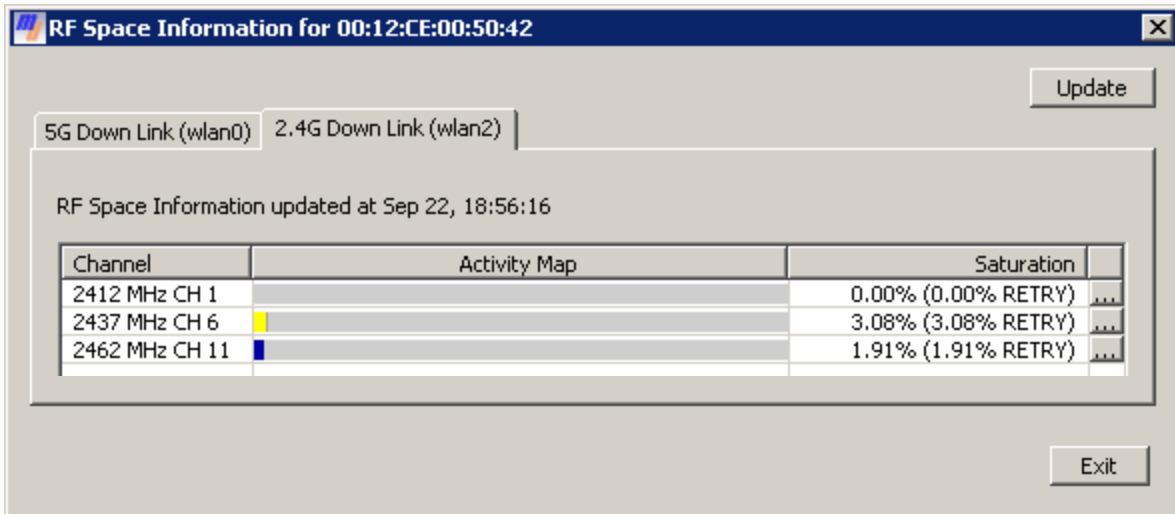 RF Space Information for 00:12:CE:00:50:42
Update
5G Down Link (wlan0) 2.4G Down Link (wlan2)
RF Space Information updated at Sep 22, 18:56:16
Channel Activity Map Saturation
2412 MHz CH 1 0.00% (0.00% RETRY) ...
2437 MHz CH 6 3.08% (3.08% RETRY) ...
2462 MHz CH 11 1.91% (1.91% RETRY) ...
Exit